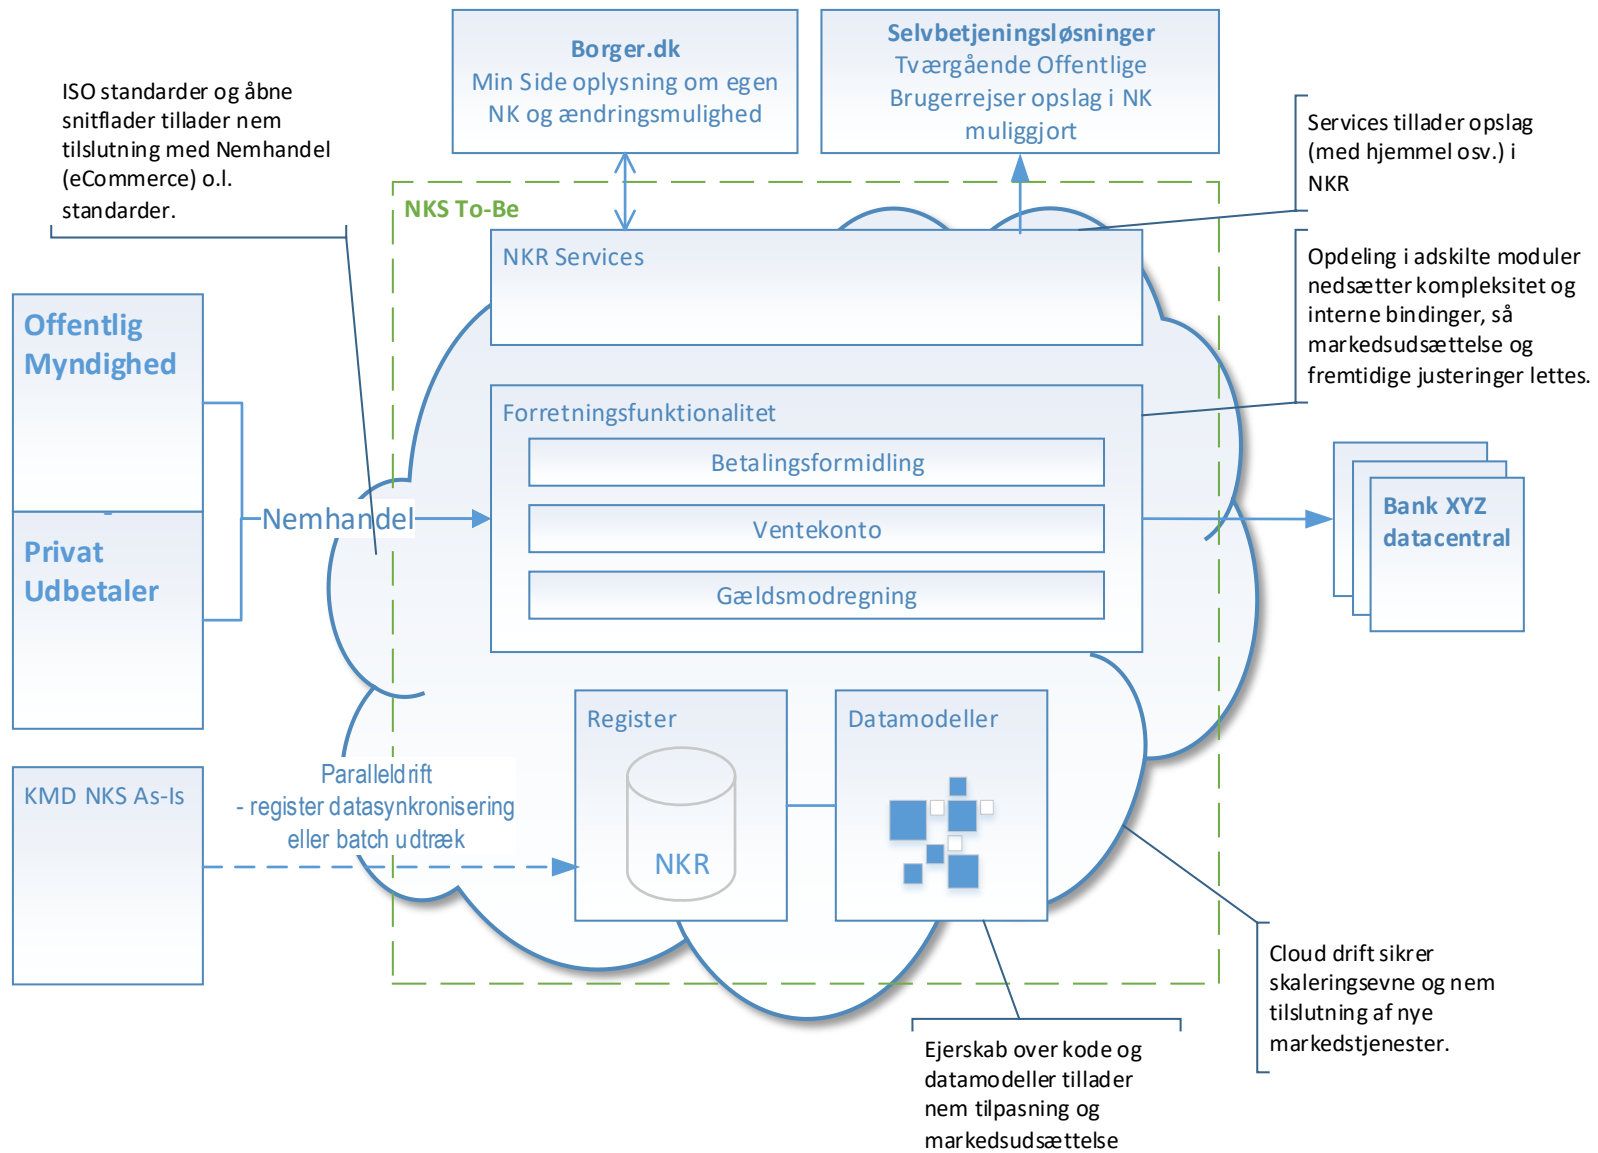 Borger.dk
Min Side oplysning om egen
NK og ændringsmulighed
Selvbetjeningsløsninger
Tværgående Offentlige
Brugerrejser opslag i NK
muliggjort
ISO standarder og åbne
snitflader tillader nem
tilslutning med Nemhandel
(eCommerce) o.l.
standarder.
Services tillader opslag
(med hjemmel osv.) i
NKR
NKS To-Be
NKR Services
Opdeling i adskilte moduler
nedsætter kompleksitet og
interne bindinger, så
markedsudsættelse og
fremtidige justeringer lettes.
Offentlig
Myndighed
Forretningsfunktionalitet
Betalingsformidling
Nemhandel
Ventekonto
Gældsmodregning
Bank XYZ
datacentral
Privat
Udbetaler
Register
NKR
Datamodeller
KMD NKS As-Is
Paralleldrift
- register datasynkronisering
eller batch udtræk
Cloud drift sikrer
skaleringsevne og nem
tilslutning af nye
markedstjenester.
Ejerskab over kode og
datamodeller tillader
nem tilpasning og
markedsudsættelse